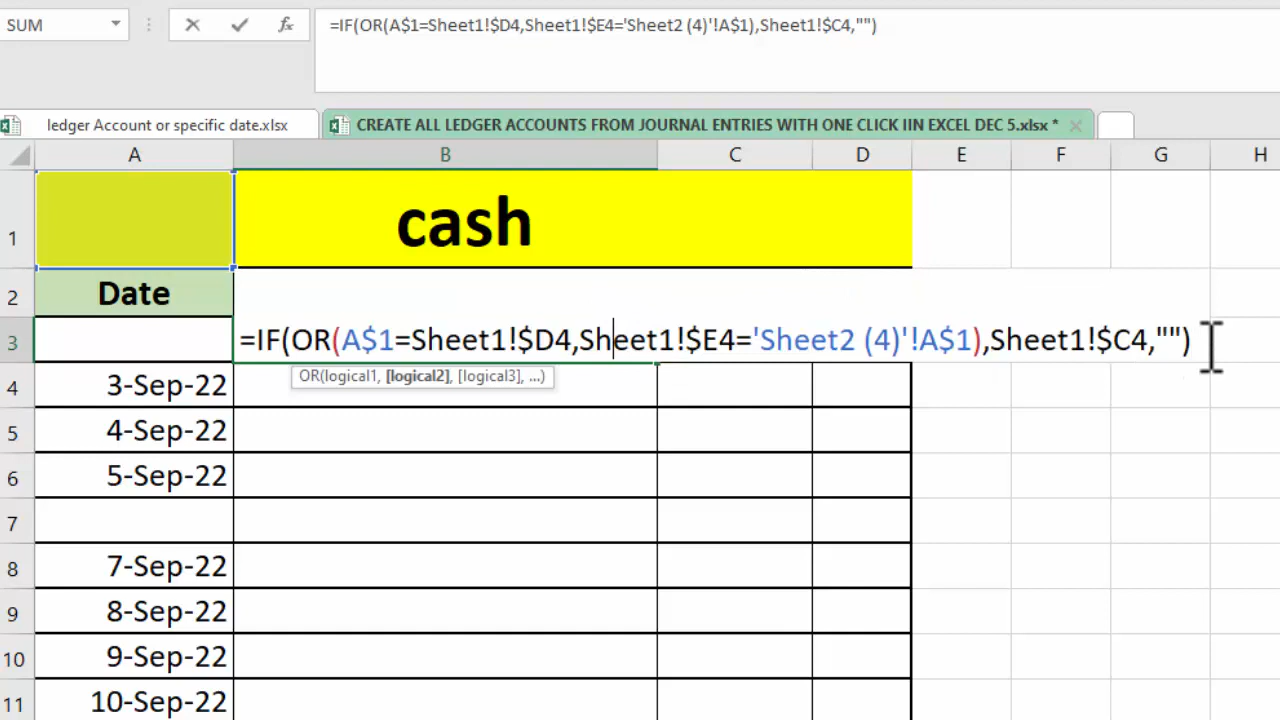 SUM
fx
=IF(OR(A$1=Sheet1!$D4,Sheet1!$E4='Sheet2 (4)'!A$1),Sheet1!$C4,"")
ledger Account or specific date.xlsx
CREATE ALL LEDGER ACCOUNTS FROM JOURNAL ENTRIES WITH ONE CLICK IIN EXCEL DEC 5.xlsx *
A B C D E F G H
1 cash
2 Date
3 =IF(OR(A$1=Sheet1!$D4,Sheet1!$E4='Sheet2 (4)'!A$1),Sheet1!$C4,"")
OR(logical1, [logical2], [logical3], ...)
4 3-Sep-22
5 4-Sep-22
6 5-Sep-22
7
8 7-Sep-22
9 8-Sep-22
10 9-Sep-22
11 10-Sep-22